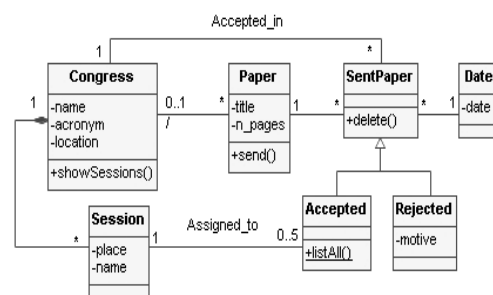 Accepted_in
1
*
Congress
-name
-acronym
-location
+showSessions()
0..1
/
*
Paper
-title
-n_pages
+send()
1
*
SentPaper
+delete()
*
1
Date
-date
1
*
Session
-place
-name
1
Assigned_to
0..5
Accepted
+listAll()
Rejected
-motive